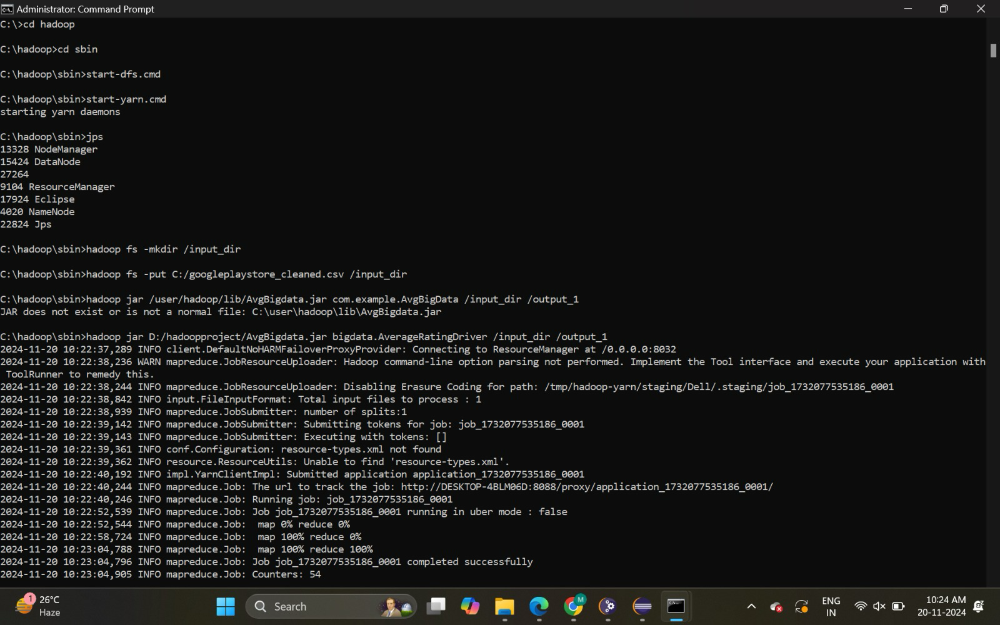 Administrator: Command Prompt
C:\>cd hadoop
C:\hadoop>cd sbin
C:\hadoop\sbin>start-dfs.cmd
C:\hadoop\sbin>start-yarn.cmd
starting yarn daemons
C:\hadoop\sbin>jps
13328 NodeManager
15424 DataNode
27264
9104 ResourceManager
17924 Eclipse
4020 NameNode
22824 Jps
C:\hadoop\sbin>hadoop fs -mkdir /input_dir
C:\hadoop\sbin>hadoop fs -put C:/googleplaystore_cleaned.csv /input_dir
C:\hadoop\sbin>hadoop jar /user/hadoop/lib/AvgBigdata.jar com.example.AvgBigData /input_dir /output_1
JAR does not exist or is not a normal file: C:\user\hadoop\lib\AvgBigdata.jar
C:\hadoop\sbin>hadoop jar D:/hadoopproject/AvgBigdata.jar bigdata.AverageRatingDriver /input_dir /output_1
2024-11-20 10:22:37,289 INFO client.DefaultNoHARMFailoverProxyProvider: Connecting to ResourceManager at /0.0.0.0:8032
2024-11-20 10:22:38,236 WARN mapreduce.JobResourceUploader: Hadoop command-line option parsing not performed. Implement the Tool interface and execute your application with
ToolRunner to remedy this.
2024-11-20 10:22:38,244 INFO mapreduce.JobResourceUploader: Disabling Erasure Coding for path: /tmp/hadoop-yarn/staging/Dell/.staging/job_1732077535186_0001
2024-11-20 10:22:38,842 INFO input.FileInputFormat: Total input files to process : 1
2024-11-20 10:22:38,939 INFO mapreduce.JobSubmitter: number of splits:1
2024-11-20 10:22:39,142 INFO mapreduce.JobSubmitter: Submitting tokens for job: job_1732077535186_0001
2024-11-20 10:22:39,143 INFO mapreduce.JobSubmitter: Executing with tokens: []
2024-11-20 10:22:39,361 INFO conf.Configuration: resource-types.xml not found
2024-11-20 10:22:39,362 INFO resource.ResourceUtils: Unable to find 'resource-types.xml'.
2024-11-20 10:22:40,192 INFO impl.YarnClientImpl: Submitted application application_1732077535186_0001
2024-11-20 10:22:40,244 INFO mapreduce.Job: The url to track the job: http://DESKTOP-4BLM06D:8088/proxy/application_1732077535186_0001/
2024-11-20 10:22:40,246 INFO mapreduce.Job: Running job: job_1732077535186_0001
2024-11-20 10:22:52,539 INFO mapreduce.Job: Job job_1732077535186_0001 running in uber mode : false
2024-11-20 10:22:52,544 INFO mapreduce.Job:  map 0% reduce 0%
2024-11-20 10:22:58,724 INFO mapreduce.Job:  map 100% reduce 0%
2024-11-20 10:23:04,788 INFO mapreduce.Job:  map 100% reduce 100%
2024-11-20 10:23:04,796 INFO mapreduce.Job: Job job_1732077535186_0001 completed successfully
2024-11-20 10:23:04,905 INFO mapreduce.Job: Counters: 54
1
26°C
Haze
Search
M
ENG
IN
10:24 AM
20-11-2024